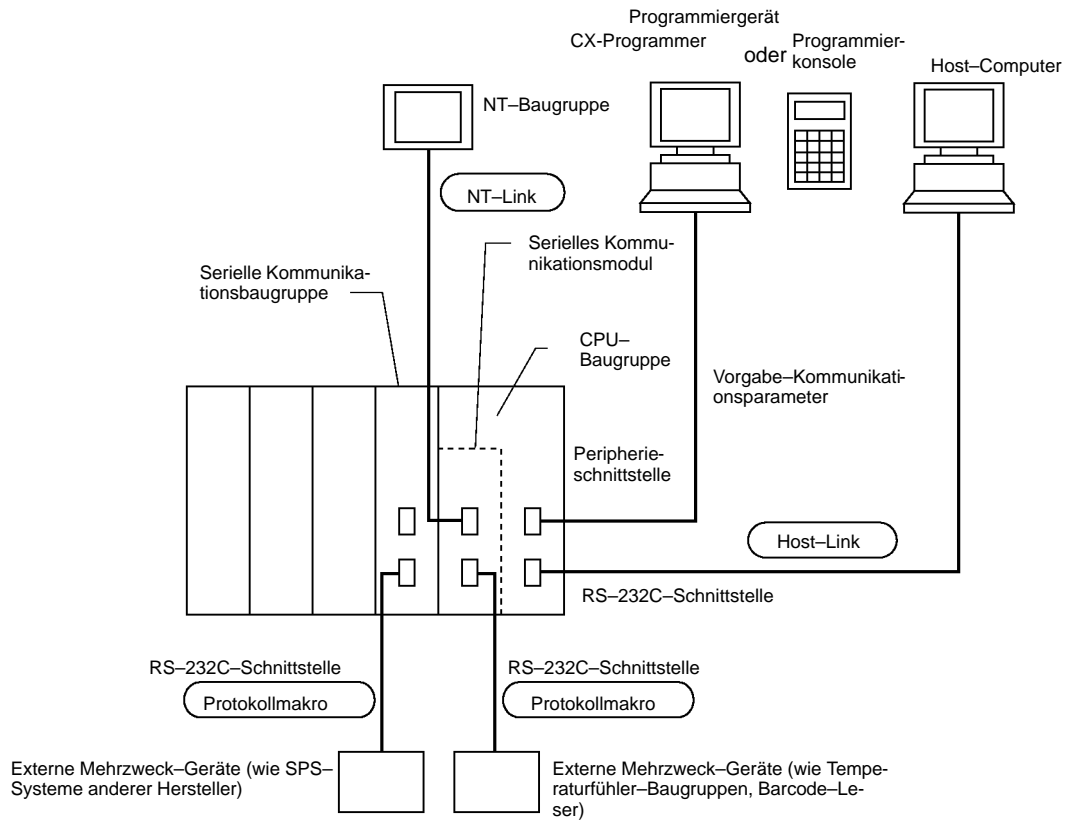 Programmiergerät
CX-Programmer
oder
Programmier-
konsole
Host–Computer
NT–Baugruppe
NT–Link
Serielles Kommu-
nikationsmodul
Serielle Kommunika-
tionsbaugruppe
CPU–
Baugruppe
Vorgabe–Kommunikati-
onsparameter
Peripherie-
schnittstelle
Host–Link
RS–232C–Schnittstelle
RS–232C–Schnittstelle
Protokollmakro
RS–232C–Schnittstelle
Protokollmakro
Externe Mehrzweck–Geräte (wie SPS–
Systeme anderer Hersteller)
Externe Mehrzweck–Geräte (wie Tempe-
raturfühler–Baugruppen, Barcode–Le-
ser)